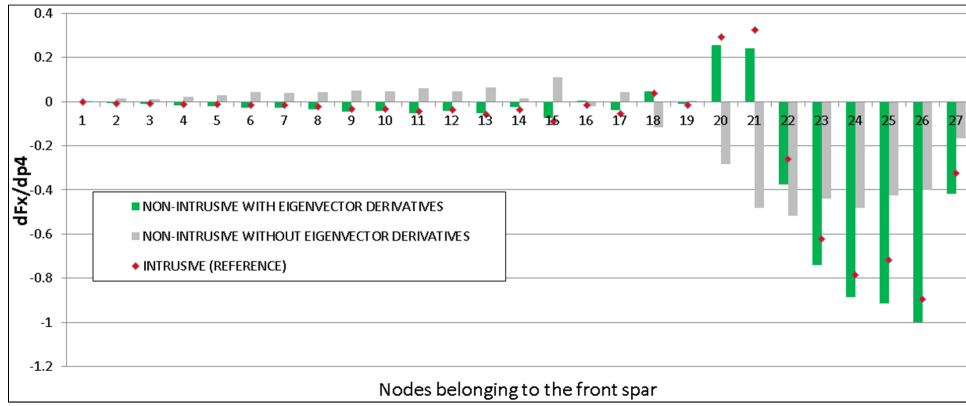 0.4
0.2
0
-0.2
-0.4
-0.6
-0.8
-1
-1.2
dFx/dp4
1 2 3 4 5 6 7 8 9 10 11 12 13 14 15 16 17 18 19 20 21 22 23 24 25 26 27
NON-INTRUSIVE WITH EIGENVECTOR DERIVATIVES
NON-INTRUSIVE WITHOUT EIGENVECTOR DERIVATIVES
INTRUSIVE (REFERENCE)
Nodes belonging to the front spar